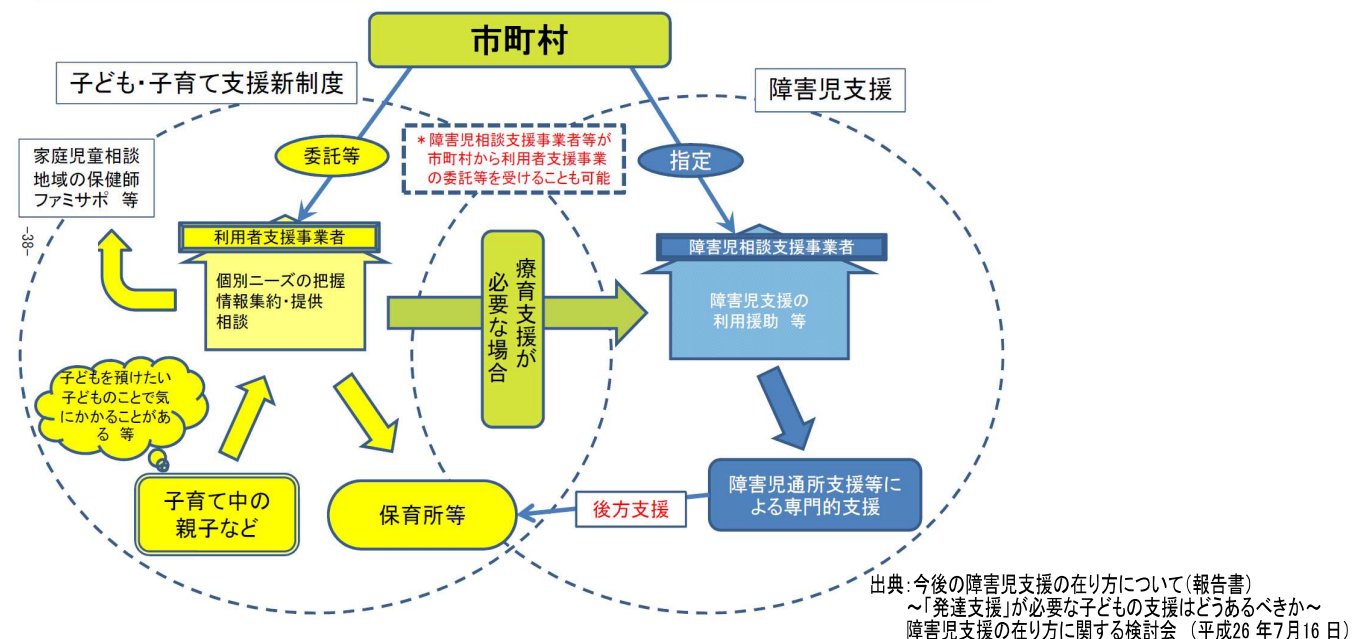 市町村
子ども・子育て支援新制度
障害児支援
家庭児童相談
地域の保健師
ファミサポ 等
委託等
*障害児相談支援事業者等が
市町村から利用者支援事業
の委託等を受けることも可能
指定
-38-
利用者支援事業者
個別ニーズの把握
情報集約・提供
相談
療育支援が
必要な場合
障害児相談支援事業者
障害児支援の
利用援助 等
子どもを預けたい
子どものことで気
にかかることがあ
る 等
子育て中の
親子など
保育所等
後方支援
障害児通所支援等に
よる専門的支援
出典:今後の障害児支援の在り方について(報告書)
~「発達支援」が必要な子どもの支援はどうあるべきか~
障害児支援の在り方に関する検討会 (平成26 年7月16 日)